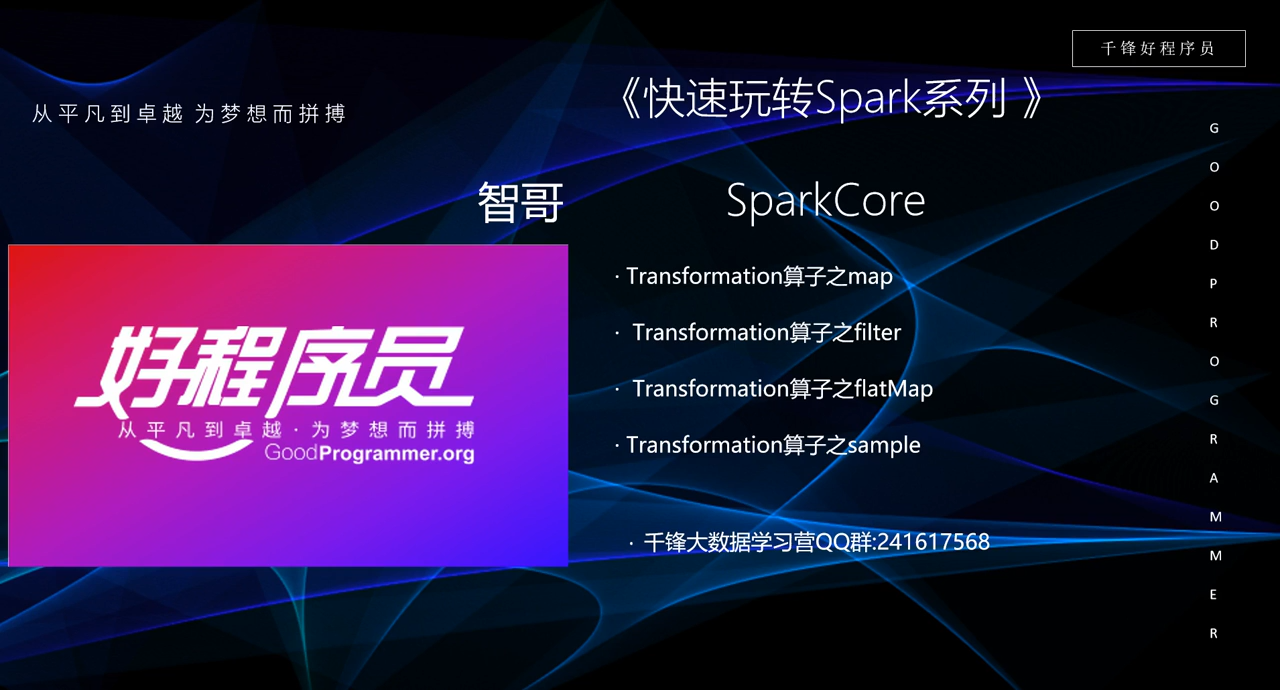 千锋好程序员
从平凡到卓越 为梦想而拼搏
《快速玩转Spark系列 》
智哥
SparkCore
好程序员
从平凡到卓越·为梦想而拼搏
GoodProgrammer.org
· Transformation算子之map
· Transformation算子之filter
· Transformation算子之flatMap
· Transformation算子之sample
· 千锋大数据学习营QQ群:241617568
GOODPROGRAMMER